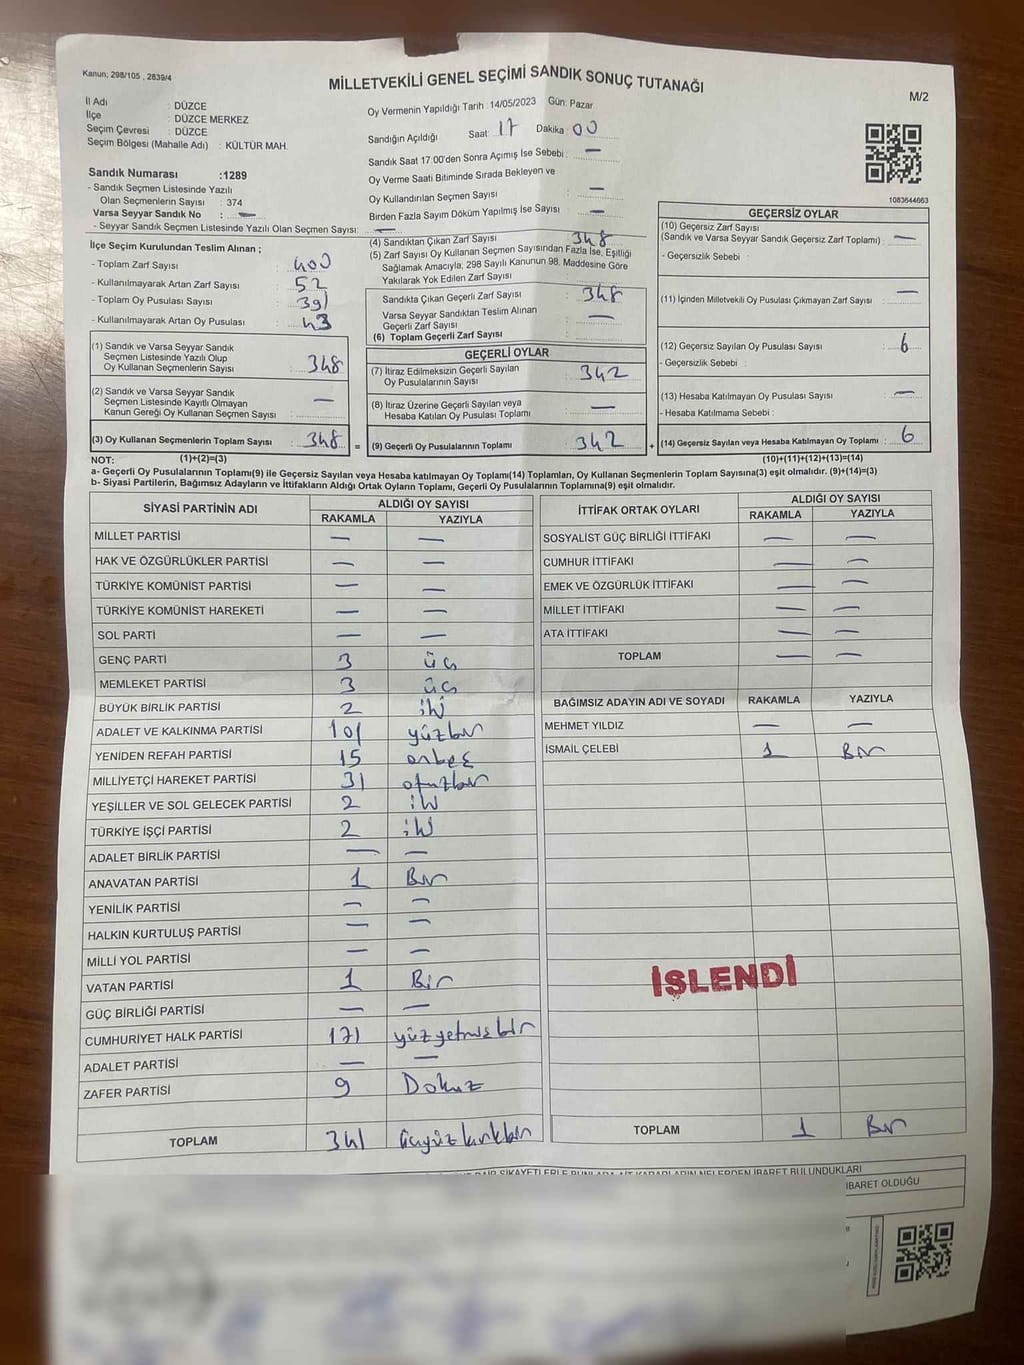 Kanun; 298/105 , 2839/4
MİLLETVEKİLİ GENEL SEÇİMİ SANDIK SONUÇ TUTANAĞI
M/2
İl Adı : DÜZCE
İlçe : DÜZCE MERKEZ
Seçim Çevresi : DÜZCE
Seçim Bölgesi (Mahalle Adı) : KÜLTÜR MAH.
Oy Vermenin Yapıldığı Tarih : 14/05/2023 Gün: Pazar
Sandığın Açıldığı Saat: 17 Dakika: 00
Sandık Saat 17:00'den Sonra Açımış İse Sebebi : —
Oy Verme Saati Bitiminde Sırada Bekleyen ve
Oy Kullandırılan Seçmen Sayısı : —
Birden Fazla Sayım Döküm Yapılmış İse Sayısı : —
1083644663
Sandık Numarası :1289
- Sandık Seçmen Listesinde Yazılı
Olan Seçmenlerin Sayısı : 374
Varsa Seyyar Sandık No : —
- Seyyar Sandık Seçmen Listesinde Yazılı Olan Seçmen Sayısı: —
İlçe Seçim Kurulundan Teslim Alınan ;
- Toplam Zarf Sayısı : 400
- Kullanılmayarak Artan Zarf Sayısı : 52
- Toplam Oy Pusulası Sayısı : 391
- Kullanılmayarak Artan Oy Pusulası : 43
(1) Sandık ve Varsa Seyyar Sandık
Seçmen Listesinde Yazılı Olup
Oy Kullanan Seçmenlerin Sayısı : 348
(2) Sandık ve Varsa Seyyar Sandık
Seçmen Listesinde Kayıtlı Olmayan
Kanun Gereği Oy Kullanan Seçmen Sayısı : —
(3) Oy Kullanan Seçmenlerin Toplam Sayısı : 348 =
(4) Sandıktan Çıkan Zarf Sayısı : 348
(5) Zarf Sayısı Oy Kullanan Seçmen Sayısından Fazla İse, Eşitliği
Sağlamak Amacıyla, 298 Sayılı Kanunun 98. Maddesine Göre
Yakılarak Yok Edilen Zarf Sayısı :
Sandıkta Çıkan Geçerli Zarf Sayısı : 348
Varsa Seyyar Sandıktan Teslim Alınan
Geçerli Zarf Sayısı : —
(6) Toplam Geçerli Zarf Sayısı :
GEÇERLİ OYLAR
(7) İtiraz Edilmeksizin Geçerli Sayılan
Oy Pusulalarının Sayısı : 342
(8) İtiraz Üzerine Geçerli Sayılan veya
Hesaba Katılan Oy Pusulası Toplamı : —
(9) Geçerli Oy Pusulalarının Toplamı : 342 +
GEÇERSİZ OYLAR
(10) Geçersiz Zarf Sayısı
(Sandık ve Varsa Seyyar Sandık Geçersiz Zarf Toplamı) : —
- Geçersizlik Sebebi :
(11) İçinden Milletvekili Oy Pusulası Çıkmayan Zarf Sayısı : —
(12) Geçersiz Sayılan Oy Pusulası Sayısı : 6
- Geçersizlik Sebebi :
(13) Hesaba Katılmayan Oy Pusulası Sayısı : —
- Hesaba Katılmama Sebebi :
(14) Geçersiz Sayılan veya Hesaba Katılmayan Oy Toplamı : 6
NOT: (1)+(2)=(3) (10)+(11)+(12)+(13)=(14)
a- Geçerli Oy Pusulalarının Toplamı(9) ile Geçersiz Sayılan veya Hesaba katılmayan Oy Toplamı(14) Toplamları, Oy Kullanan Seçmenlerin Toplam Sayısına(3) eşit olmalıdır. (9)+(14)=(3)
b- Siyasi Partilerin, Bağımsız Adayların ve İttifakların Aldığı Ortak Oyların Toplamı, Geçerli Oy Pusulalarının Toplamına(9) eşit olmalıdır.
SİYASİ PARTİNİN ADI ALDIĞI OY SAYISI
RAKAMLA YAZIYLA
MİLLET PARTİSİ — —
HAK VE ÖZGÜRLÜKLER PARTİSİ — —
TÜRKİYE KOMÜNİST PARTİSİ — —
TÜRKİYE KOMÜNİST HAREKETİ — —
SOL PARTİ — —
GENÇ PARTİ 3 üç
MEMLEKET PARTİSİ 3 üç
BÜYÜK BİRLİK PARTİSİ 2 iki
ADALET VE KALKINMA PARTİSİ 101 yüzbir
YENİDEN REFAH PARTİSİ 15 onbeş
MİLLİYETÇİ HAREKET PARTİSİ 31 otuzbir
YEŞİLLER VE SOL GELECEK PARTİSİ 2 iki
TÜRKİYE İŞÇİ PARTİSİ 2 iki
ADALET BİRLİK PARTİSİ — —
ANAVATAN PARTİSİ 1 Bir
YENİLİK PARTİSİ — —
HALKIN KURTULUŞ PARTİSİ — —
MİLLİ YOL PARTİSİ — —
VATAN PARTİSİ 1 Bir
GÜÇ BİRLİĞİ PARTİSİ — —
CUMHURİYET HALK PARTİSİ 171 yüzyetmişbir
ADALET PARTİSİ — —
ZAFER PARTİSİ 9 Dokuz
TOPLAM 341 üçyüzkırkbir
İTTİFAK ORTAK OYLARI ALDIĞI OY SAYISI
RAKAMLA YAZIYLA
SOSYALİST GÜÇ BİRLİĞİ İTTİFAKI — —
CUMHUR İTTİFAKI — —
EMEK VE ÖZGÜRLÜK İTTİFAKI — —
MİLLET İTTİFAKI — —
ATA İTTİFAKI — —
TOPLAM — —
BAĞIMSIZ ADAYIN ADI VE SOYADI RAKAMLA YAZIYLA
MEHMET YILDIZ — —
İSMAİL ÇELEBİ 1 Bir
İŞLENDİ
TOPLAM 1 Bir
İBARET OLDUĞU